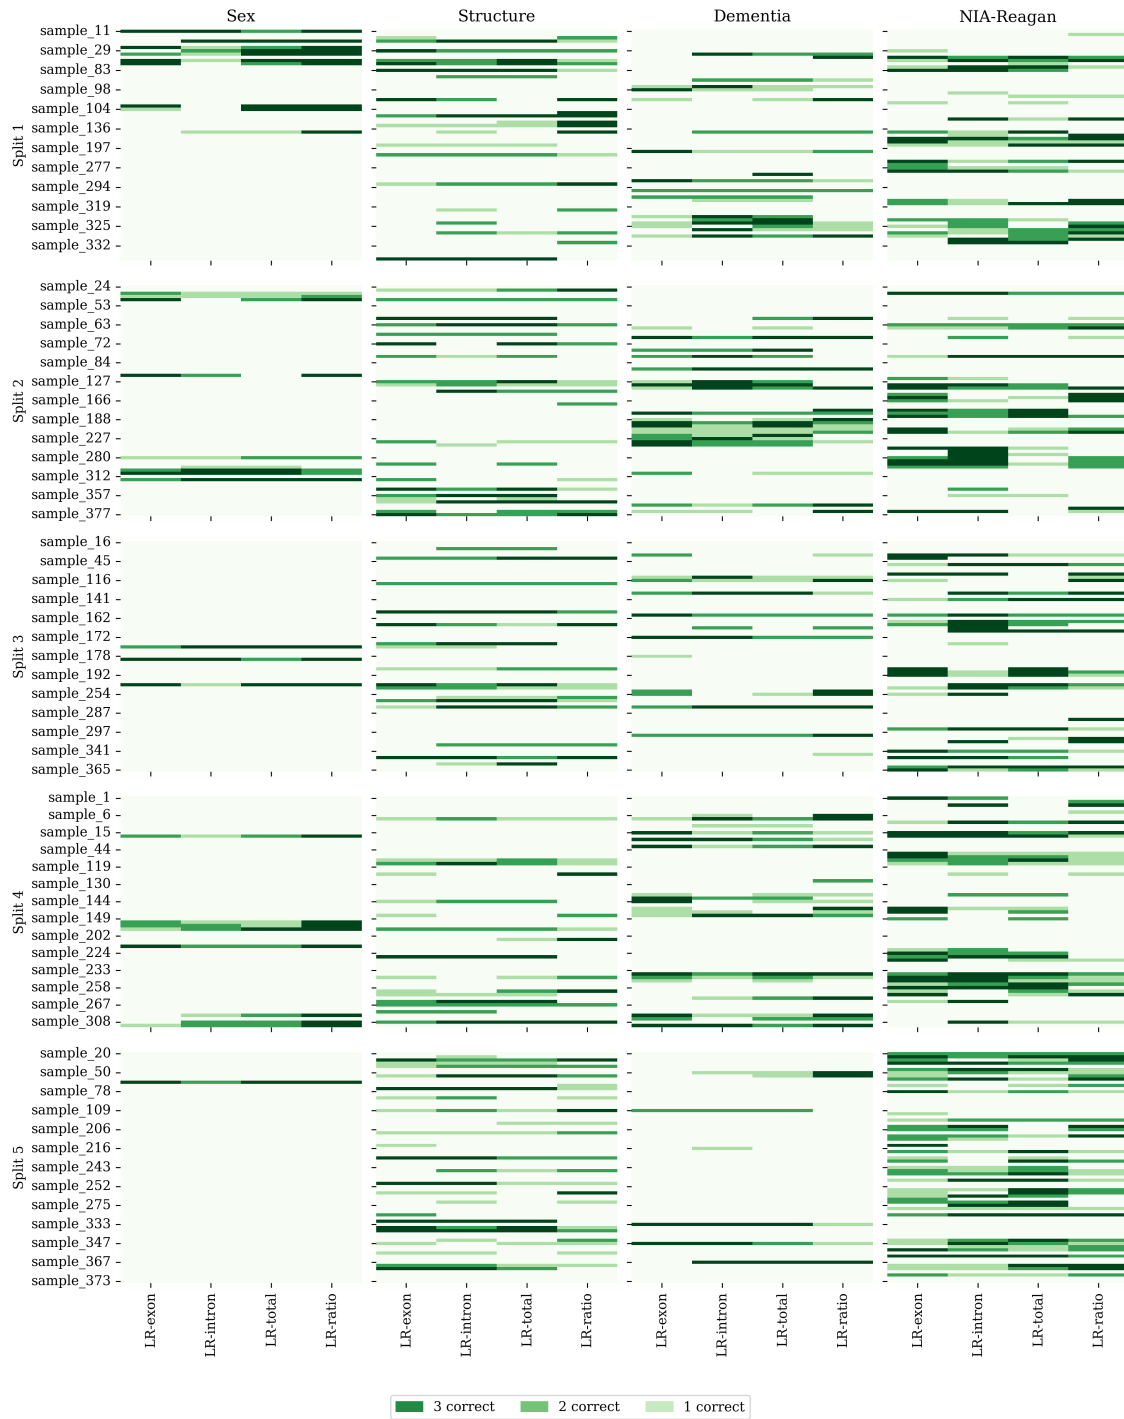 Sex Structure Dementia NIA-Reagan
Split 1
sample_11
sample_29
sample_83
sample_98
sample_104
sample_136
sample_197
sample_277
sample_294
sample_319
sample_325
sample_332
Split 2
sample_24
sample_53
sample_63
sample_72
sample_84
sample_127
sample_166
sample_188
sample_227
sample_280
sample_312
sample_357
sample_377
Split 3
sample_16
sample_45
sample_116
sample_141
sample_162
sample_172
sample_178
sample_192
sample_254
sample_287
sample_297
sample_341
sample_365
Split 4
sample_1
sample_6
sample_15
sample_44
sample_119
sample_130
sample_144
sample_149
sample_202
sample_224
sample_233
sample_258
sample_267
sample_308
Split 5
sample_20
sample_50
sample_78
sample_109
sample_206
sample_216
sample_243
sample_252
sample_275
sample_333
sample_347
sample_367
sample_373
LR-exon LR-intron LR-total LR-ratio LR-exon LR-intron LR-total LR-ratio LR-exon LR-intron LR-total LR-ratio LR-exon LR-intron LR-total LR-ratio
3 correct 2 correct 1 correct